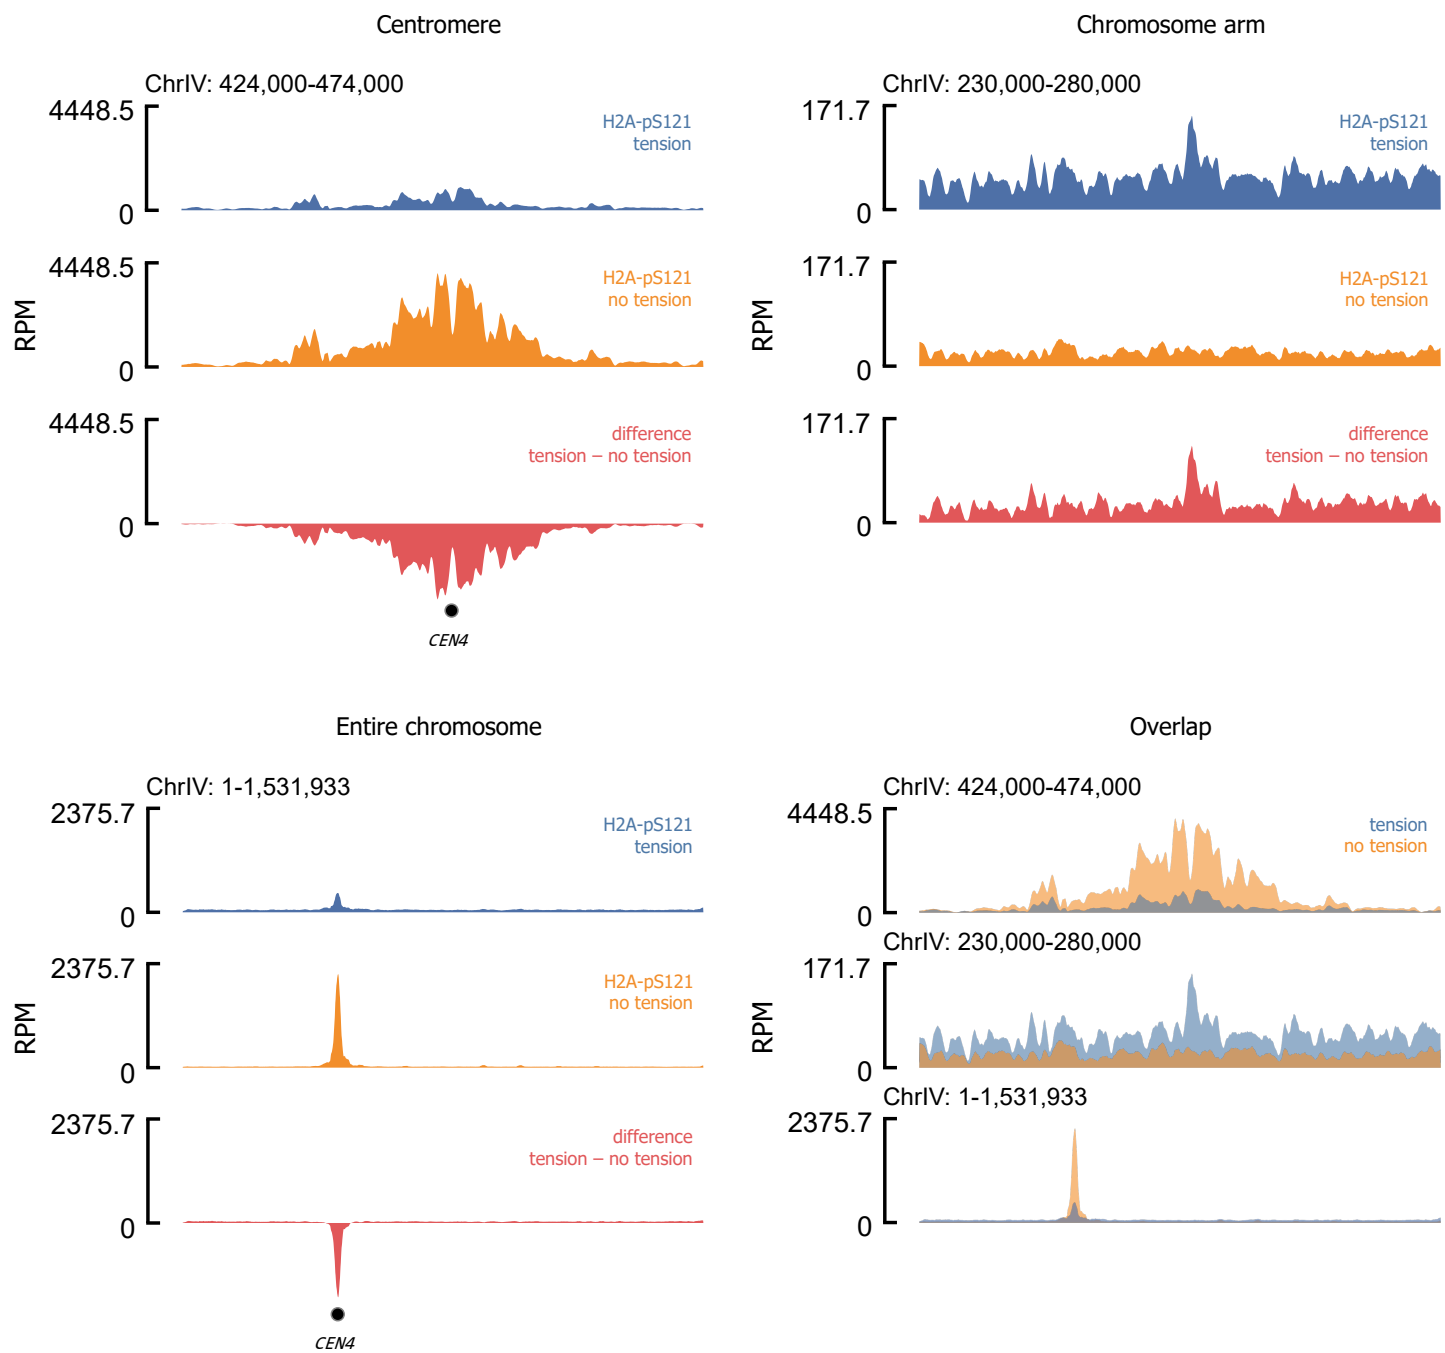 Centromere
ChrIV: 424,000-474,000
4448.5
H2A-pS121
tension
0
4448.5
H2A-pS121
no tension
RPM
0
4448.5
difference
tension – no tension
0
CEN4
Chromosome arm
ChrIV: 230,000-280,000
171.7
H2A-pS121
tension
0
171.7
H2A-pS121
no tension
RPM
0
171.7
difference
tension – no tension
0
Entire chromosome
ChrIV: 1-1,531,933
2375.7
H2A-pS121
tension
0
2375.7
H2A-pS121
no tension
RPM
0
2375.7
difference
tension – no tension
0
CEN4
Overlap
ChrIV: 424,000-474,000
4448.5
tension
no tension
0
ChrIV: 230,000-280,000
171.7
RPM
0
ChrIV: 1-1,531,933
2375.7
0